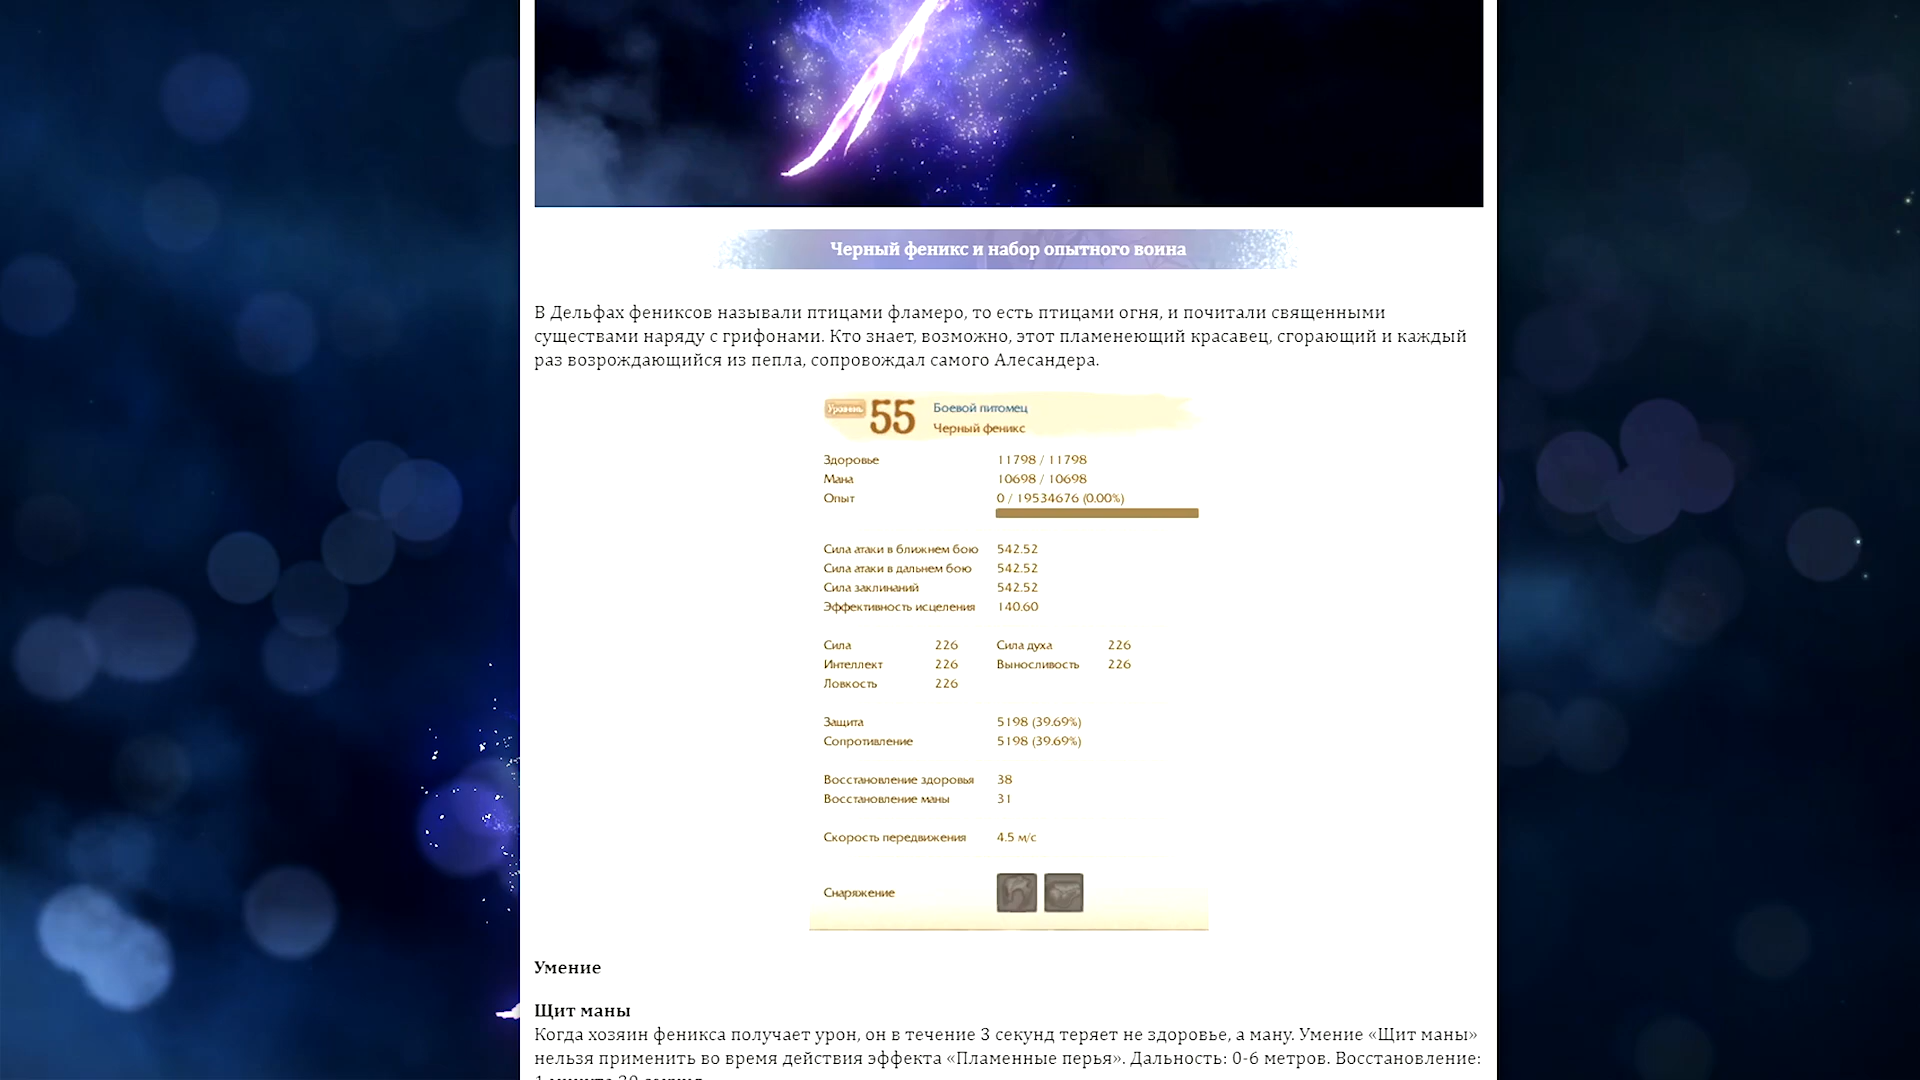 Черный феникс и набор опытного воина
В Дельфах фениксов называли птицами фламеро, то есть птицами огня, и почитали священными
существами наряду с грифонами. Кто знает, возможно, этот пламенеющий красавец, сгорающий и каждый
раз возрождающийся из пепла, сопровождал самого Алесандера.
Уровень 55 Боевой питомец
Черный феникс
Здоровье 11798 / 11798
Мана 10698 / 10698
Опыт 0 / 19534676 (0.00%)
Сила атаки в ближнем бою 542.52
Сила атаки в дальнем бою 542.52
Сила заклинаний 542.52
Эффективность исцеления 140.60
Сила 226 Сила духа 226
Интеллект 226 Выносливость 226
Ловкость 226
Защита 5198 (39.69%)
Сопротивление 5198 (39.69%)
Восстановление здоровья 38
Восстановление маны 31
Скорость передвижения 4.5 м/с
Снаряжение
Умение
Щит маны
Когда хозяин феникса получает урон, он в течение 3 секунд теряет не здоровье, а ману. Умение «Щит маны»
нельзя применить во время действия эффекта «Пламенные перья». Дальность: 0-6 метров. Восстановление: